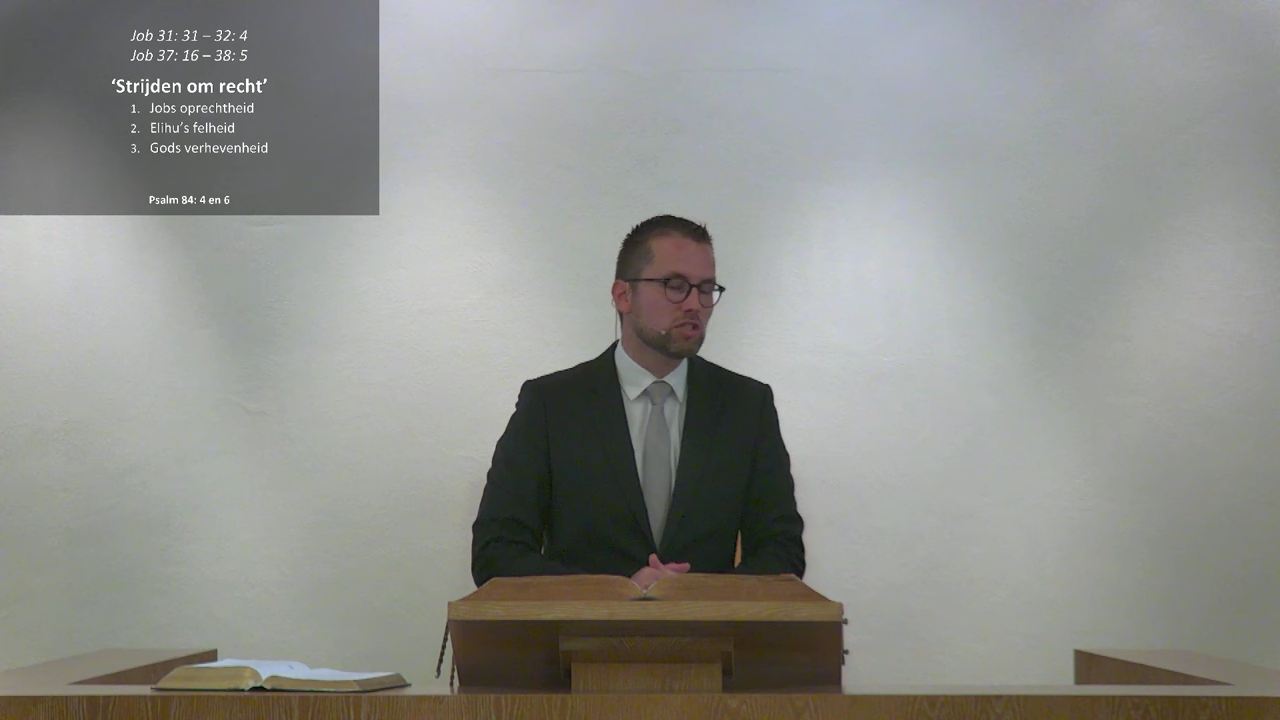 Job 31: 31 – 32: 4
Job 37: 16 – 38: 5
‘Strijden om recht’
1. Jobs oprechtheid
2. Elihu’s felheid
3. Gods verhevenheid
Psalm 84: 4 en 6